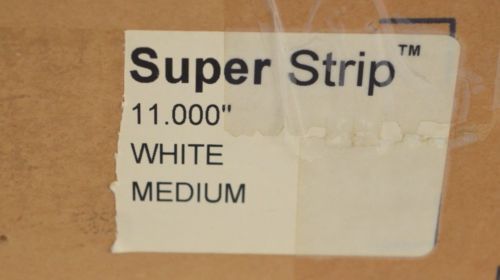 Super Strip™
11.000"
WHITE
MEDIUM